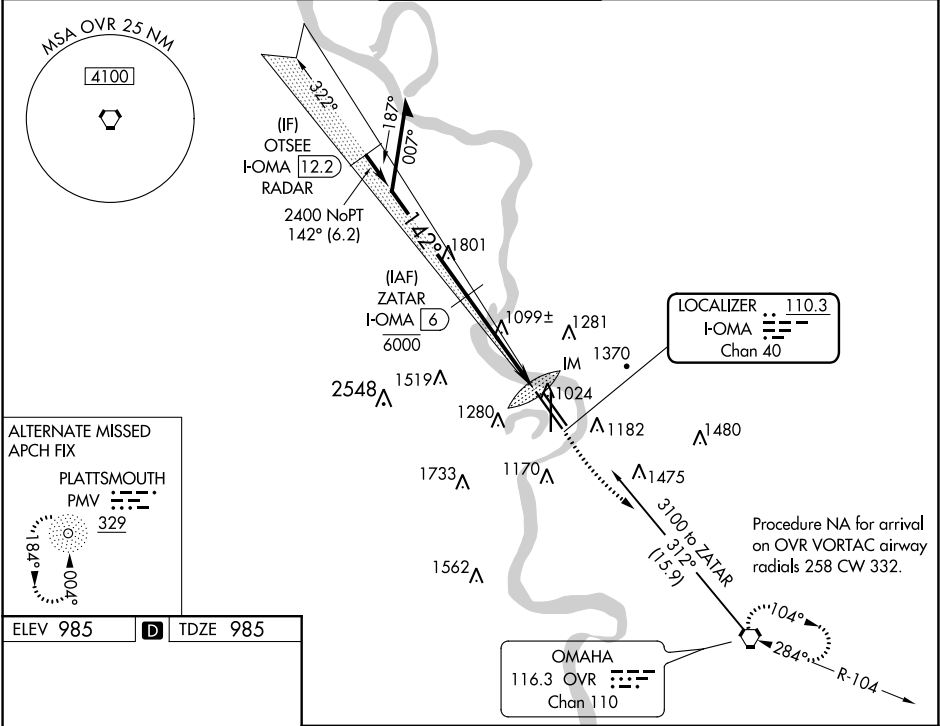 MSA OVR 25 NM
4100
322°
187°
007°
(IF)
OTSEE
I-OMA 12.2
RADAR
2400 NoPT
142° (6.2)
142°
1801
(IAF)
ZATAR
I-OMA 6
6000
1099±
1281
LOCALIZER 110.3
I-OMA
Chan 40
IM
1370
1519
2548
1024
1280
1182
1480
1733
1170
1475
1562
3100 to ZATAR
312°
(15.9)
Procedure NA for arrival
on OVR VORTAC airway
radials 258 CW 332.
ALTERNATE MISSED
APCH FIX
PLATTSMOUTH
PMV
329
184°
004°
ELEV 985 D TDZE 985
104°
284°
R-104
OMAHA
116.3 OVR
Chan 110